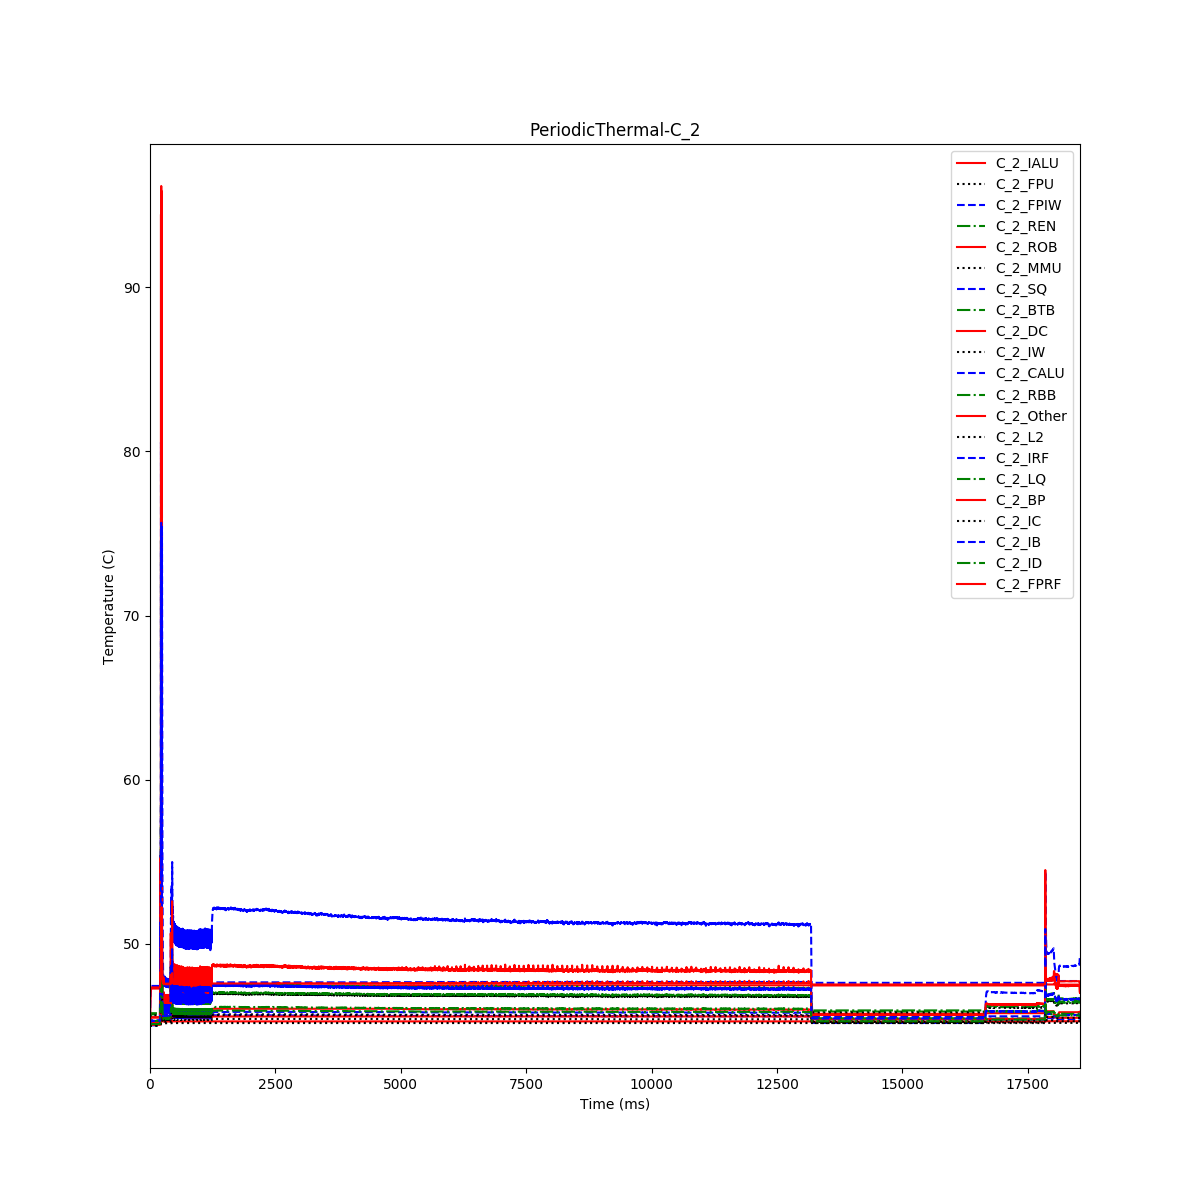 PeriodicThermal-C_2
C_2_IALU
C_2_FPU
C_2_FPIW
C_2_REN
C_2_ROB
C_2_MMU
C_2_SQ
C_2_BTB
C_2_DC
C_2_IW
C_2_CALU
C_2_RBB
C_2_Other
C_2_L2
C_2_IRF
C_2_LQ
C_2_BP
C_2_IC
C_2_IB
C_2_ID
C_2_FPRF
Temperature (C)
90
80
70
60
50
0 2500 5000 7500 10000 12500 15000 17500
Time (ms)